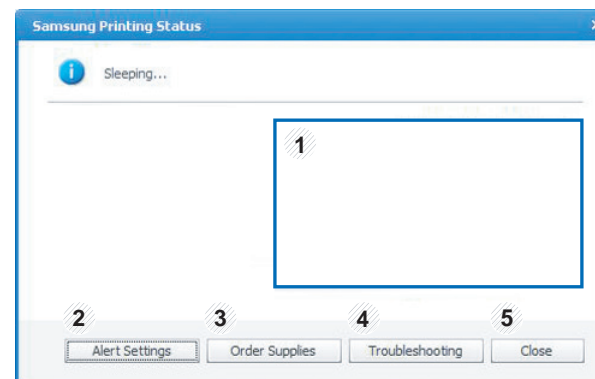 Samsung Printing Status
Sleeping...
1
2 3 4 5
Alert Settings Order Supplies Troubleshooting Close